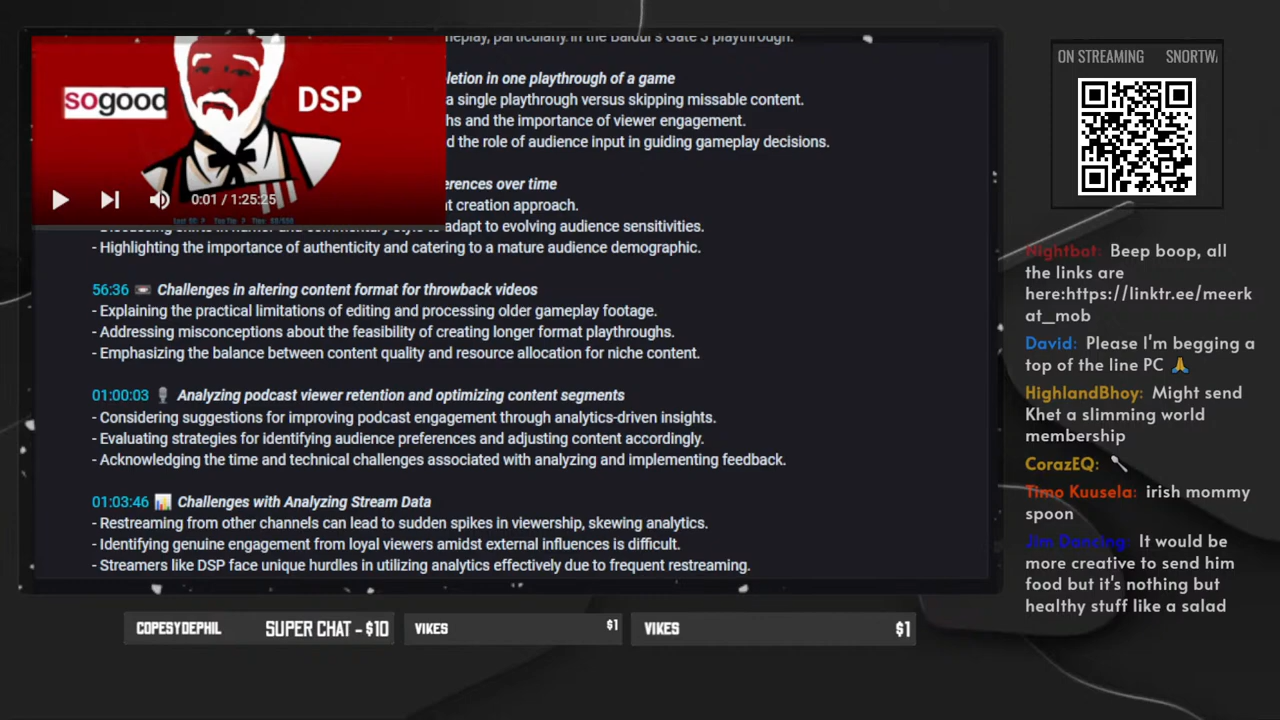 eplay, particularly in the Baldur's Gate 3 playthrough.
letion in one playthrough of a game
a single playthrough versus skipping missable content.
hs and the importance of viewer engagement.
d the role of audience input in guiding gameplay decisions.
erences over time
t creation approach.
adapt to evolving audience sensitivities.
- Highlighting the importance of authenticity and catering to a mature audience demographic.
56:36 📼 Challenges in altering content format for throwback videos
- Explaining the practical limitations of editing and processing older gameplay footage.
- Addressing misconceptions about the feasibility of creating longer format playthroughs.
- Emphasizing the balance between content quality and resource allocation for niche content.
01:00:03 🎙️ Analyzing podcast viewer retention and optimizing content segments
- Considering suggestions for improving podcast engagement through analytics-driven insights.
- Evaluating strategies for identifying audience preferences and adjusting content accordingly.
- Acknowledging the time and technical challenges associated with analyzing and implementing feedback.
01:03:46 📊 Challenges with Analyzing Stream Data
- Restreaming from other channels can lead to sudden spikes in viewership, skewing analytics.
- Identifying genuine engagement from loyal viewers amidst external influences is difficult.
- Streamers like DSP face unique hurdles in utilizing analytics effectively due to frequent restreaming.
sogood
DSP
0:01 / 1:25:25
ON STREAMING SNORTWA
Nightbot: Beep boop, all
the links are
here:https://linktr.ee/meerk
at_mob
David: Please I'm begging a
top of the line PC 🙏
HighlandBhoy: Might send
Khet a slimming world
membership
CorazEQ: 🥄
Timo Kuusela: irish mommy
spoon
Jim Dancing: It would be
more creative to send him
food but it's nothing but
healthy stuff like a salad
COPESYDEPHIL SUPER CHAT - $10
VIKES $1
VIKES $1